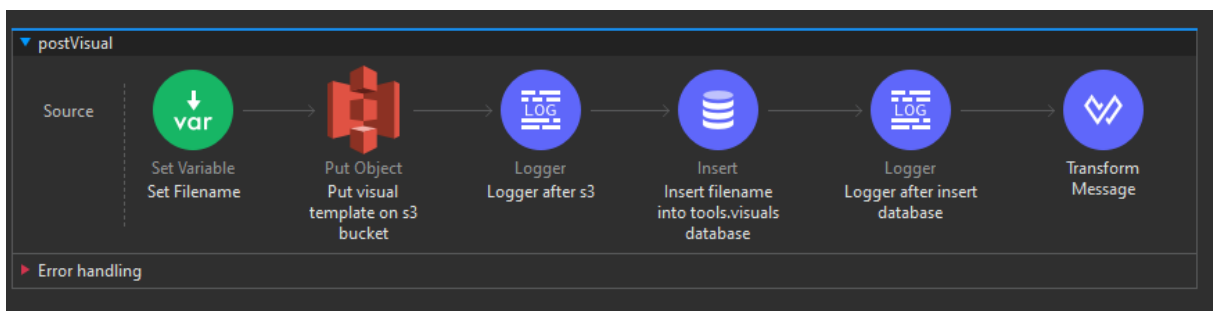 postVisual
Source
var
Set Variable
Set Filename
Put Object
Put visual
template on s3
bucket
LOG
Logger
Logger after s3
Insert
Insert filename
into tools.visuals
database
LOG
Logger
Logger after insert
database
Transform
Message
Error handling